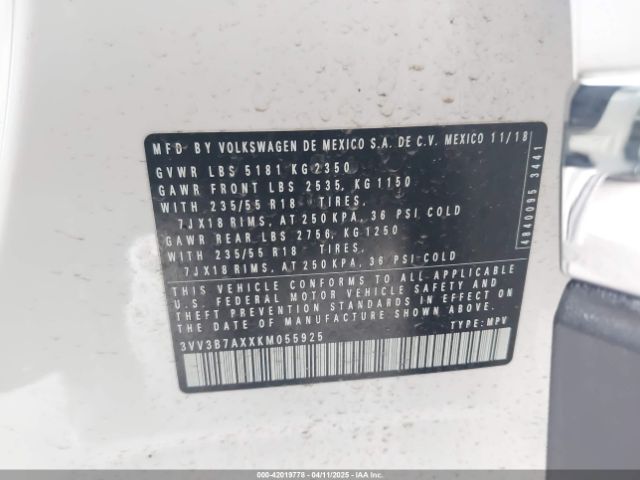 MFD BY VOLKSWAGEN DE MEXICO S.A. DE C.V. MEXICO 11/18
GVWR LBS 5181 KG 2350
GAWR FRONT LBS 2535, KG 1150
WITH 235/55 R18 TIRES,
7JX18 RIMS, AT 250 KPA, 36 PSI COLD
GAWR REAR LBS 2756, KG 1250
WITH 235/55 R18 TIRES,
7JX18 RIMS, AT 250 KPA, 36 PSI COLD
THIS VEHICLE CONFORMS TO ALL APPLICABLE
U.S. FEDERAL MOTOR VEHICLE SAFETY AND
THEFT PREVENTION STANDARDS IN EFFECT ON
THE DATE OF MANUFACTURE SHOWN ABOVE.
3VV3B7AXXKM055925 TYPE: MPV
4840095 3441
000-42019778 - 04/11/2025 - IAAI.com